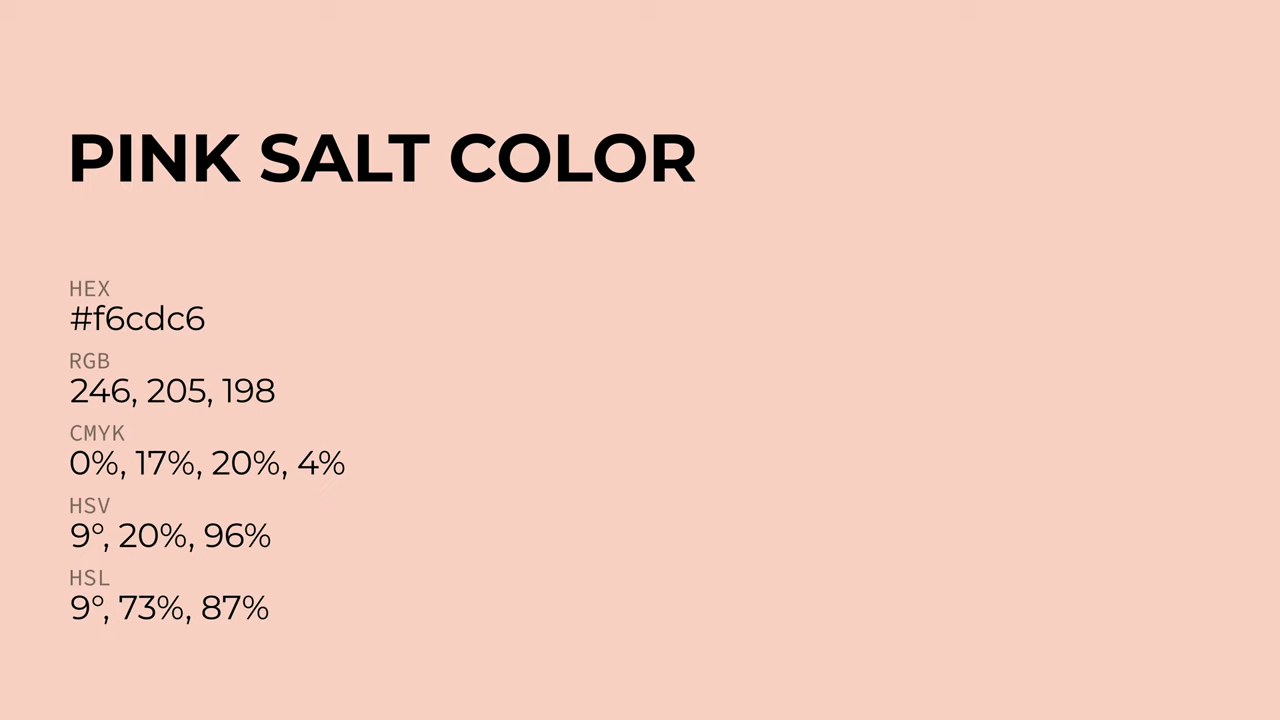 PINK SALT COLOR
HEX
#f6cdc6
RGB
246, 205, 198
CMYK
0%, 17%, 20%, 4%
HSV
9°, 20%, 96%
HSL
9°, 73%, 87%